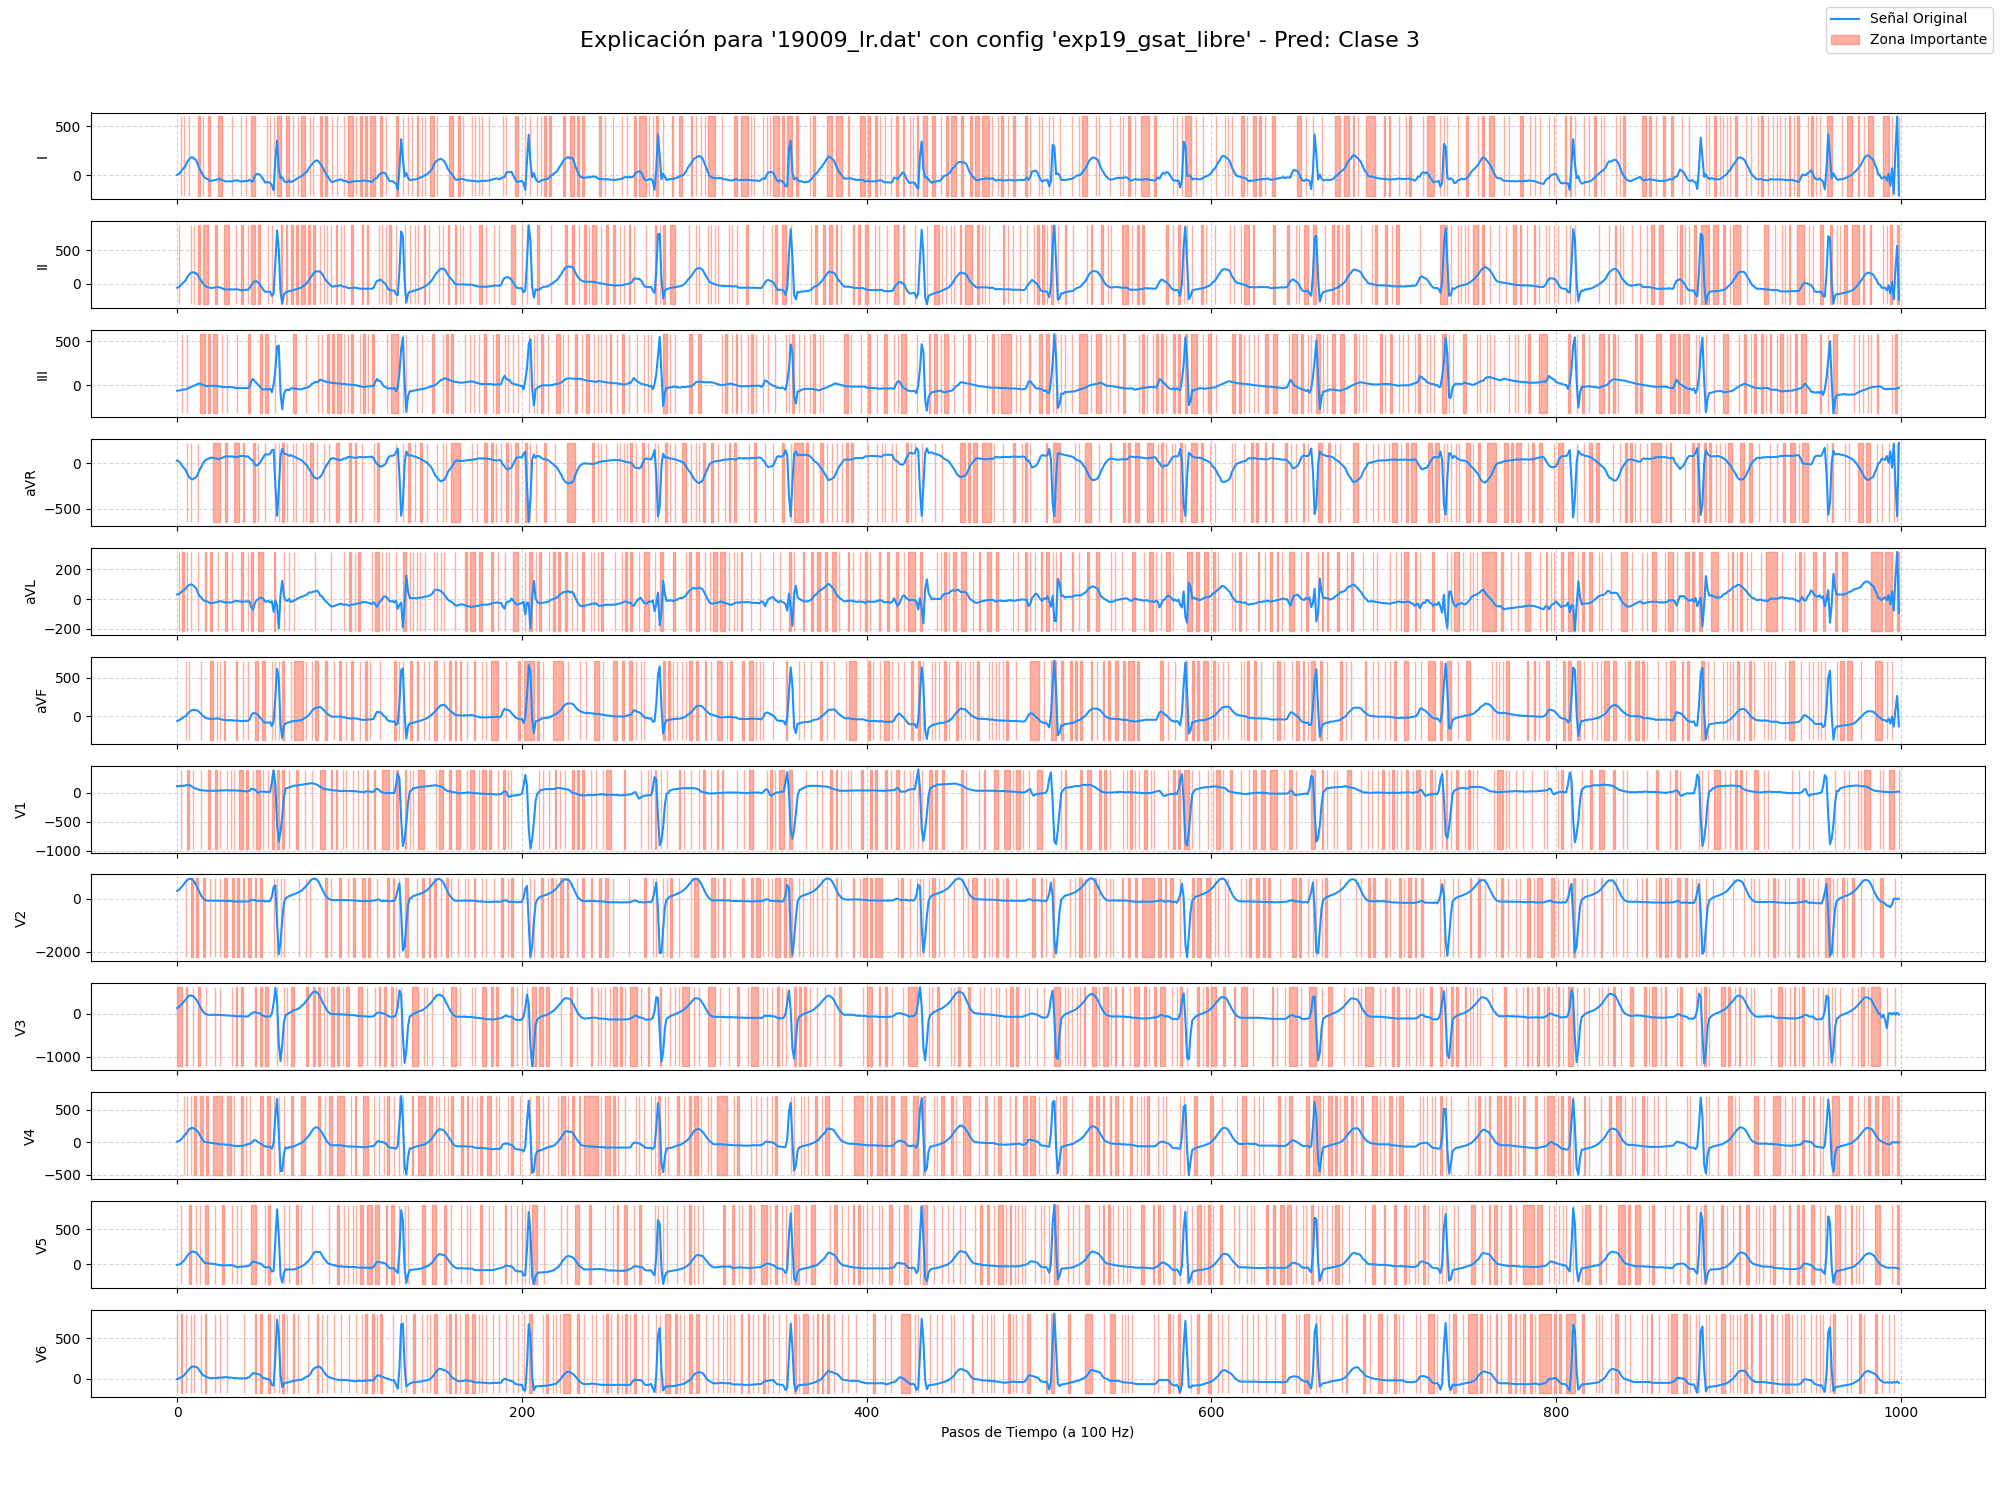 Señal Original
Zona Importante
Explicación para '19009_lr.dat' con config 'exp19_gsat_libre' - Pred: Clase 3
500
0
I
500
0
II
500
0
III
0
−500
aVR
200
0
−200
aVL
500
0
aVF
0
−500
−1000
V1
0
−2000
V2
0
−1000
V3
500
0
−500
V4
500
0
V5
500
0
V6
0 200 400 600 800 1000
Pasos de Tiempo (a 100 Hz)